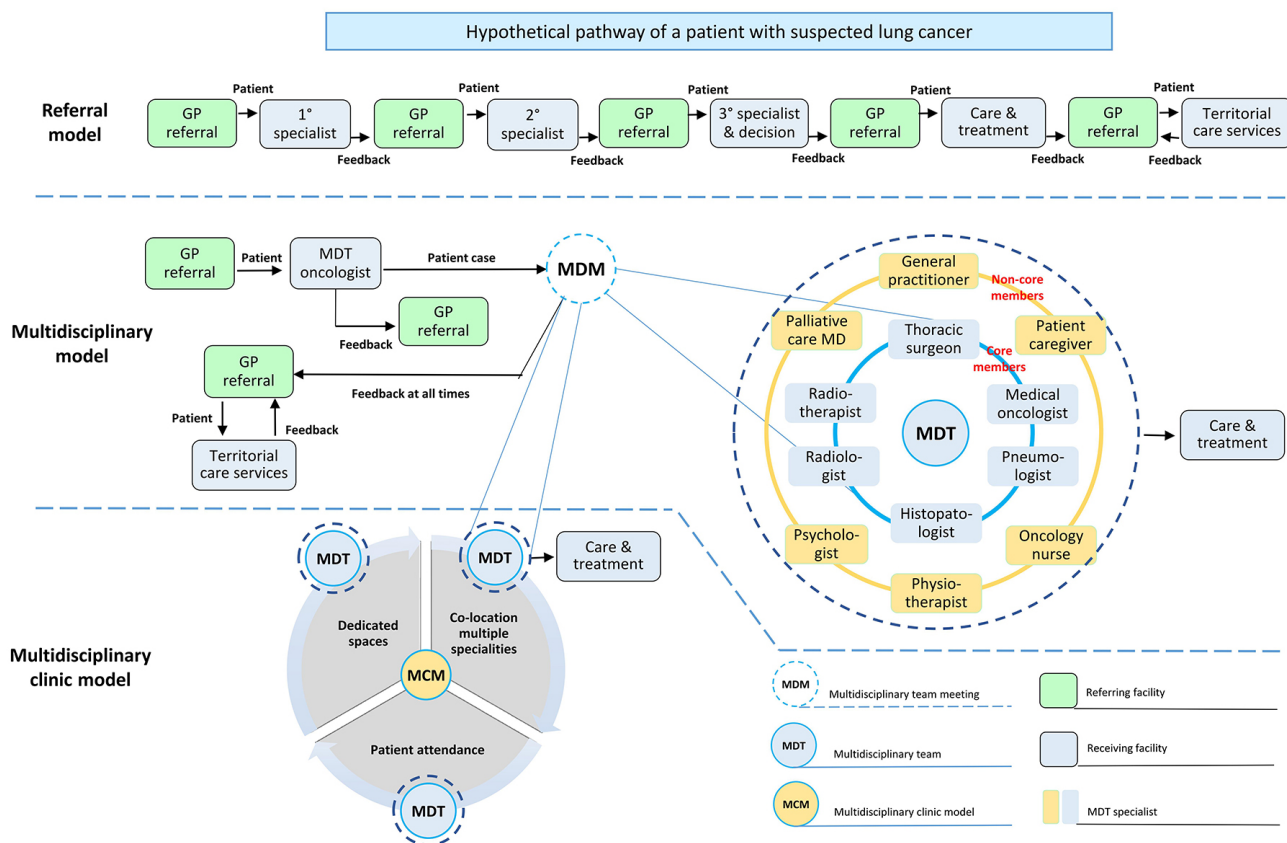 Hypothetical pathway of a patient with suspected lung cancer
Referral
model
GP
referral
Patient
1°
specialist
Feedback
GP
referral
Patient
2°
specialist
Feedback
GP
referral
Patient
3° specialist
& decision
Feedback
GP
referral
Patient
Care &
treatment
Feedback
GP
referral
Patient
Territorial
care services
Feedback
Multidisciplinary
model
GP
referral
Patient
MDT
oncologist
Patient case
MDM
Feedback
GP
referral
GP
referral
Feedback at all times
Patient
Feedback
Territorial
care services
General
practitioner
Non-core
members
Palliative
care MD
Thoracic
surgeon
Patient
caregiver
Core
members
Radio-
therapist
Medical
oncologist
MDT
Radiolo-
gist
Pneumo-
logist
Histopato-
logist
Psycholo-
gist
Oncology
nurse
Physio-
therapist
Care &
treatment
Multidisciplinary
clinic model
MDT
MDT
Care &
treatment
Dedicated
spaces
Co-location
multiple
specialities
MCM
Patient attendance
MDT
MDM
Multidisciplinary team meeting
Referring facility
MDT
Multidisciplinary team
Receiving facility
MCM
Multidisciplinary clinic model
MDT specialist